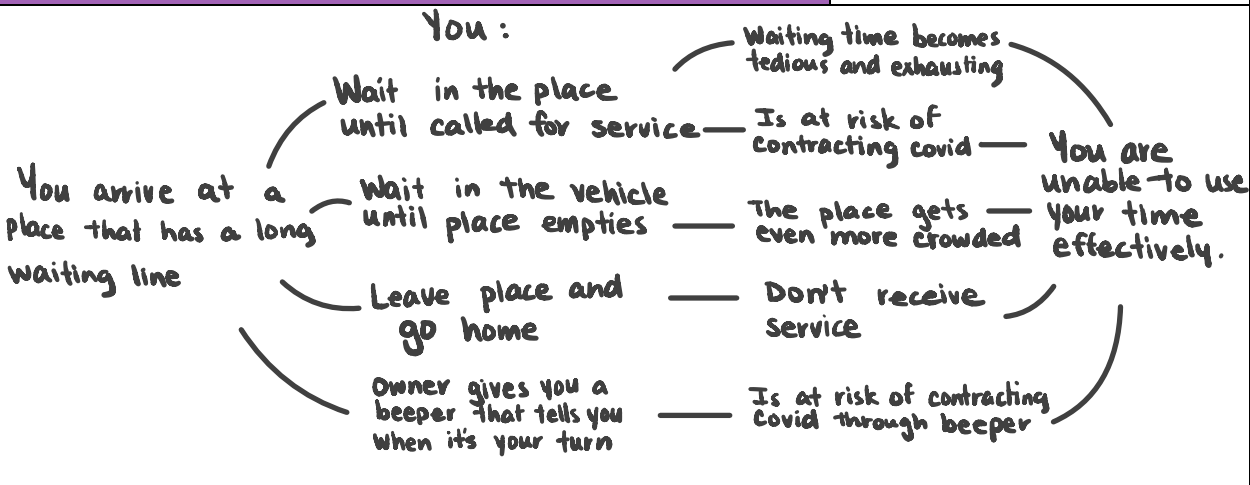 You:
You arrive at a
place that has a long
waiting line
Wait in the place
until called for service
Wait in the vehicle
until place empties
Leave place and
go home
Owner gives you a
beeper that tells you
when it's your turn
Waiting time becomes
tedious and exhausting
Is at risk of
contracting covid
The place gets
even more crowded
Don't receive
service
Is at risk of contracting
covid through beeper
You are
unable to use
your time
effectively.